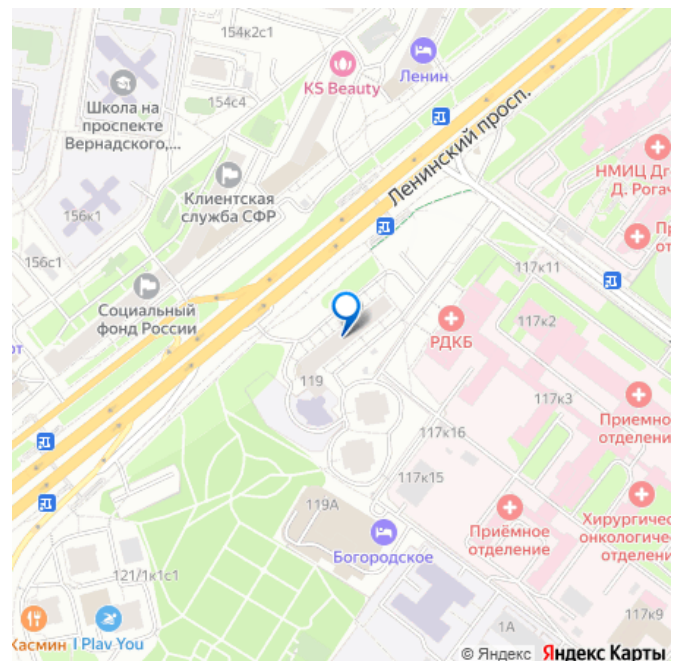 154к2с1
Ленин
KS Beauty
154с4
Школа на
проспекте
Вернадского,...
Ленинский просп.
НМИЦ Дг
Д. Рогач
Клиентская
служба СФР
156к1
156с1
117к11
Социальный
фонд России
117к2
РДКБ
119
117к3
Приемно
отделени
117к16
117к15
119А
Приёмное
отделение
Хирургичес
онкологиче
отделени
Богородское
121/1к1с1
1А
117к9
Жасмин
I Play You
© Яндекс Яндекс Карты